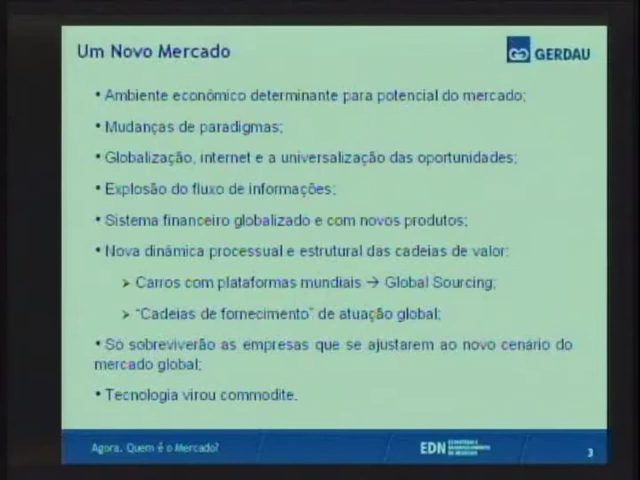 Um Novo Mercado
GERDAU
• Ambiente econômico determinante para potencial do mercado;
• Mudanças de paradigmas;
• Globalização, internet e a universalização das oportunidades;
• Explosão do fluxo de informações;
• Sistema financeiro globalizado e com novos produtos;
• Nova dinâmica processual e estrutural das cadeias de valor:
➢ Carros com plataformas mundiais → Global Sourcing;
➢ "Cadeias de fornecimento" de atuação global;
• Só sobreviverão as empresas que se ajustarem ao novo cenário do
mercado global;
• Tecnologia virou commodite.
Agora. Quem é o Mercado?
EDN
3